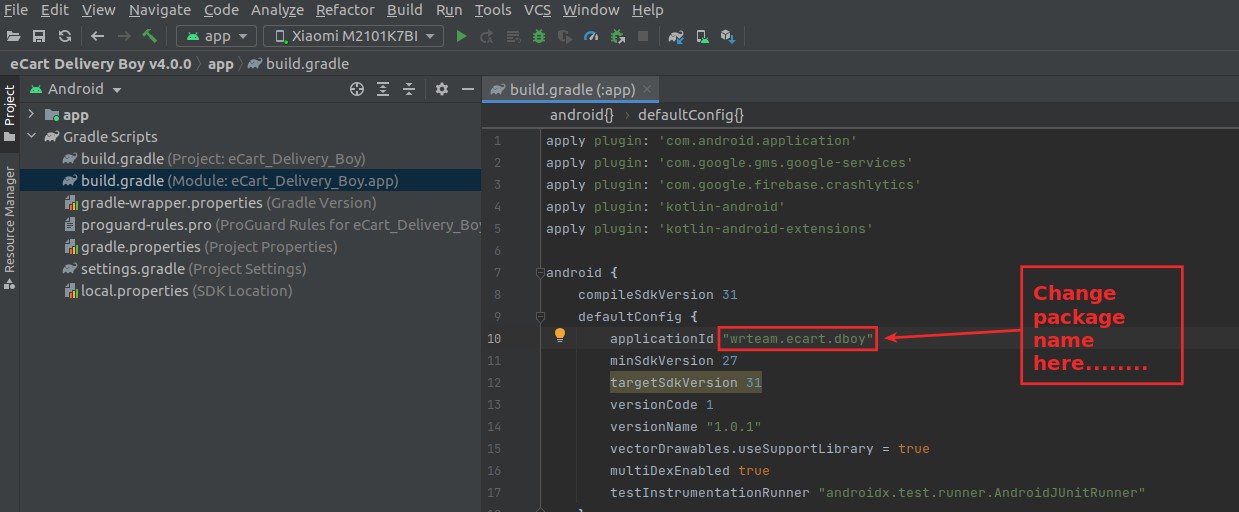 File Edit View Navigate Code Analyze Refactor Build Run Tools VCS Window Help
app Xiaomi M2101K7BI
eCart Delivery Boy v4.0.0 app build.gradle
Project
Resource Manager
Android
app
Gradle Scripts
build.gradle (Project: eCart_Delivery_Boy)
build.gradle (Module: eCart_Delivery_Boy.app)
gradle-wrapper.properties (Gradle Version)
proguard-rules.pro (ProGuard Rules for eCart_Delivery_Boy
gradle.properties (Project Properties)
settings.gradle (Project Settings)
local.properties (SDK Location)
build.gradle (:app)
android{} › defaultConfig{}
1 apply plugin: 'com.android.application'
2 apply plugin: 'com.google.gms.google-services'
3 apply plugin: 'com.google.firebase.crashlytics'
4 apply plugin: 'kotlin-android'
5 apply plugin: 'kotlin-android-extensions'
6
7 android {
8 compileSdkVersion 31
9 defaultConfig {
10 applicationId "wrteam.ecart.dboy"
11 minSdkVersion 27
12 targetSdkVersion 31
13 versionCode 1
14 versionName "1.0.1"
15 vectorDrawables.useSupportLibrary = true
16 multiDexEnabled true
17 testInstrumentationRunner "androidx.test.runner.AndroidJUnitRunner"
Change
package
name
here........